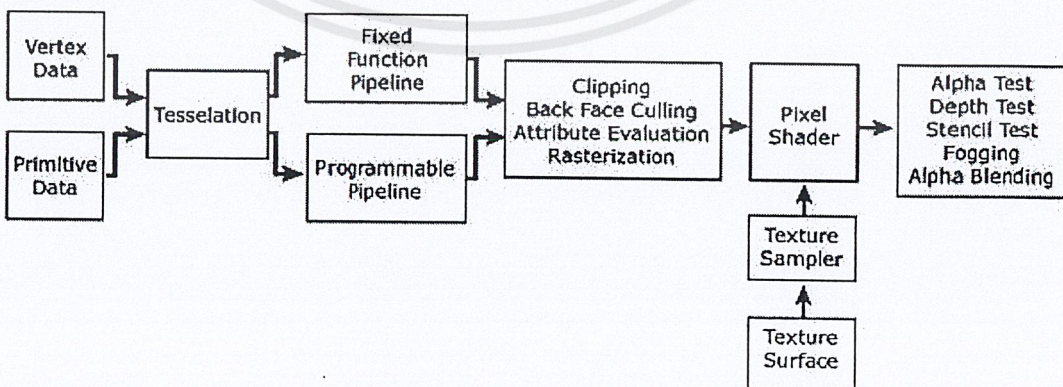 Vertex
Data
Primitive
Data
Tesselation
Fixed
Function
Pipeline
Programmable
Pipeline
Clipping
Back Face Culling
Attribute Evaluation
Rasterization
Pixel
Shader
Texture
Sampler
Texture
Surface
Alpha Test
Depth Test
Stencil Test
Fogging
Alpha Blending